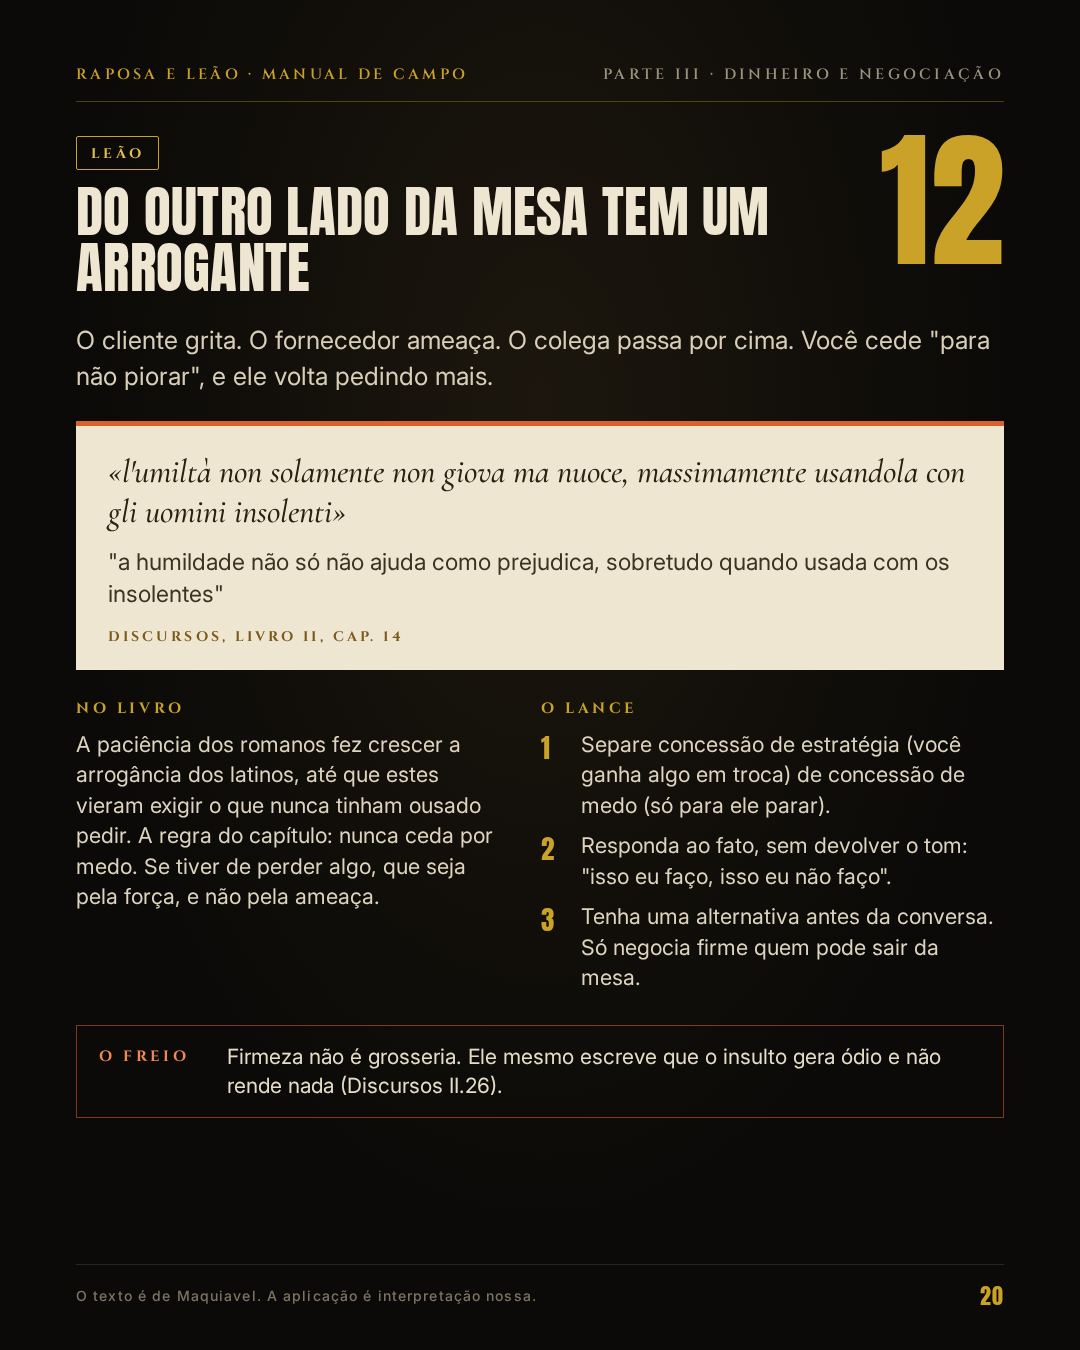 RAPOSA E LEÃO · MANUAL DE CAMPO
PARTE III · DINHEIRO E NEGOCIAÇÃO
LEÃO
12
DO OUTRO LADO DA MESA TEM UM
ARROGANTE
O cliente grita. O fornecedor ameaça. O colega passa por cima. Você cede "para
não piorar", e ele volta pedindo mais.
«l'umiltà non solamente non giova ma nuoce, massimamente usandola con
gli uomini insolenti»
"a humildade não só não ajuda como prejudica, sobretudo quando usada com os
insolentes"
DISCURSOS, LIVRO II, CAP. 14
NO LIVRO
A paciência dos romanos fez crescer a
arrogância dos latinos, até que estes
vieram exigir o que nunca tinham ousado
pedir. A regra do capítulo: nunca ceda por
medo. Se tiver de perder algo, que seja
pela força, e não pela ameaça.
O LANCE
1 Separe concessão de estratégia (você
ganha algo em troca) de concessão de
medo (só para ele parar).
2 Responda ao fato, sem devolver o tom:
"isso eu faço, isso eu não faço".
3 Tenha uma alternativa antes da conversa.
Só negocia firme quem pode sair da
mesa.
O FREIO
Firmeza não é grosseria. Ele mesmo escreve que o insulto gera ódio e não
rende nada (Discursos II.26).
O texto é de Maquiavel. A aplicação é interpretação nossa.
20